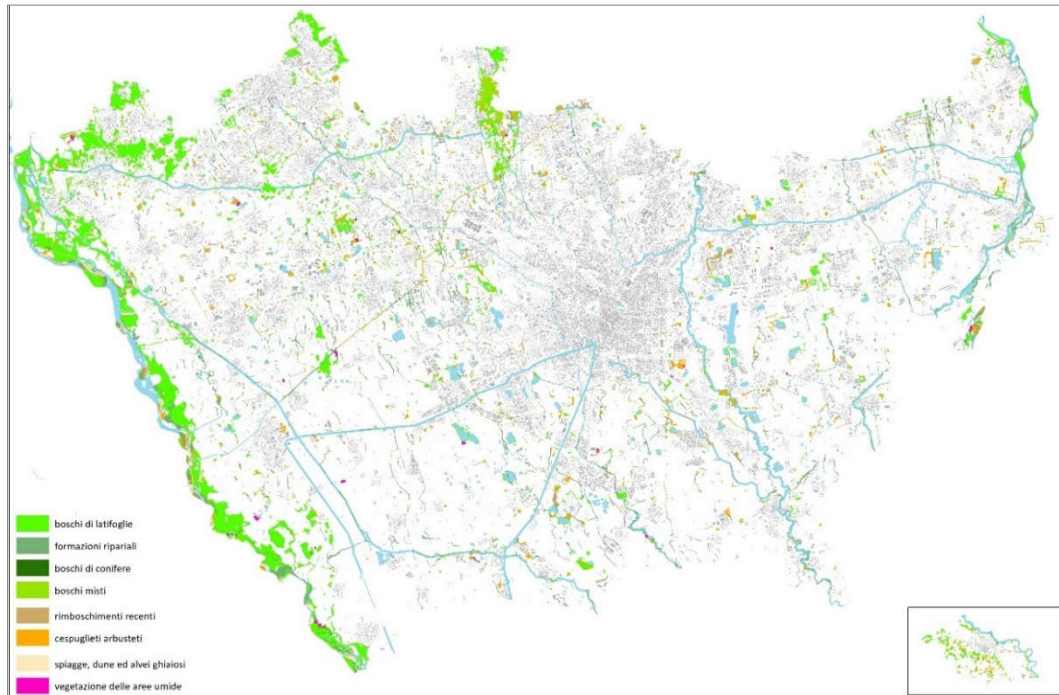 boschi di latifoglie
formazioni ripariali
boschi di conifere
boschi misti
rimboschimenti recenti
cespuglieti arbusteti
spiagge, dune ed alvei ghiaiosi
vegetazione delle aree umide